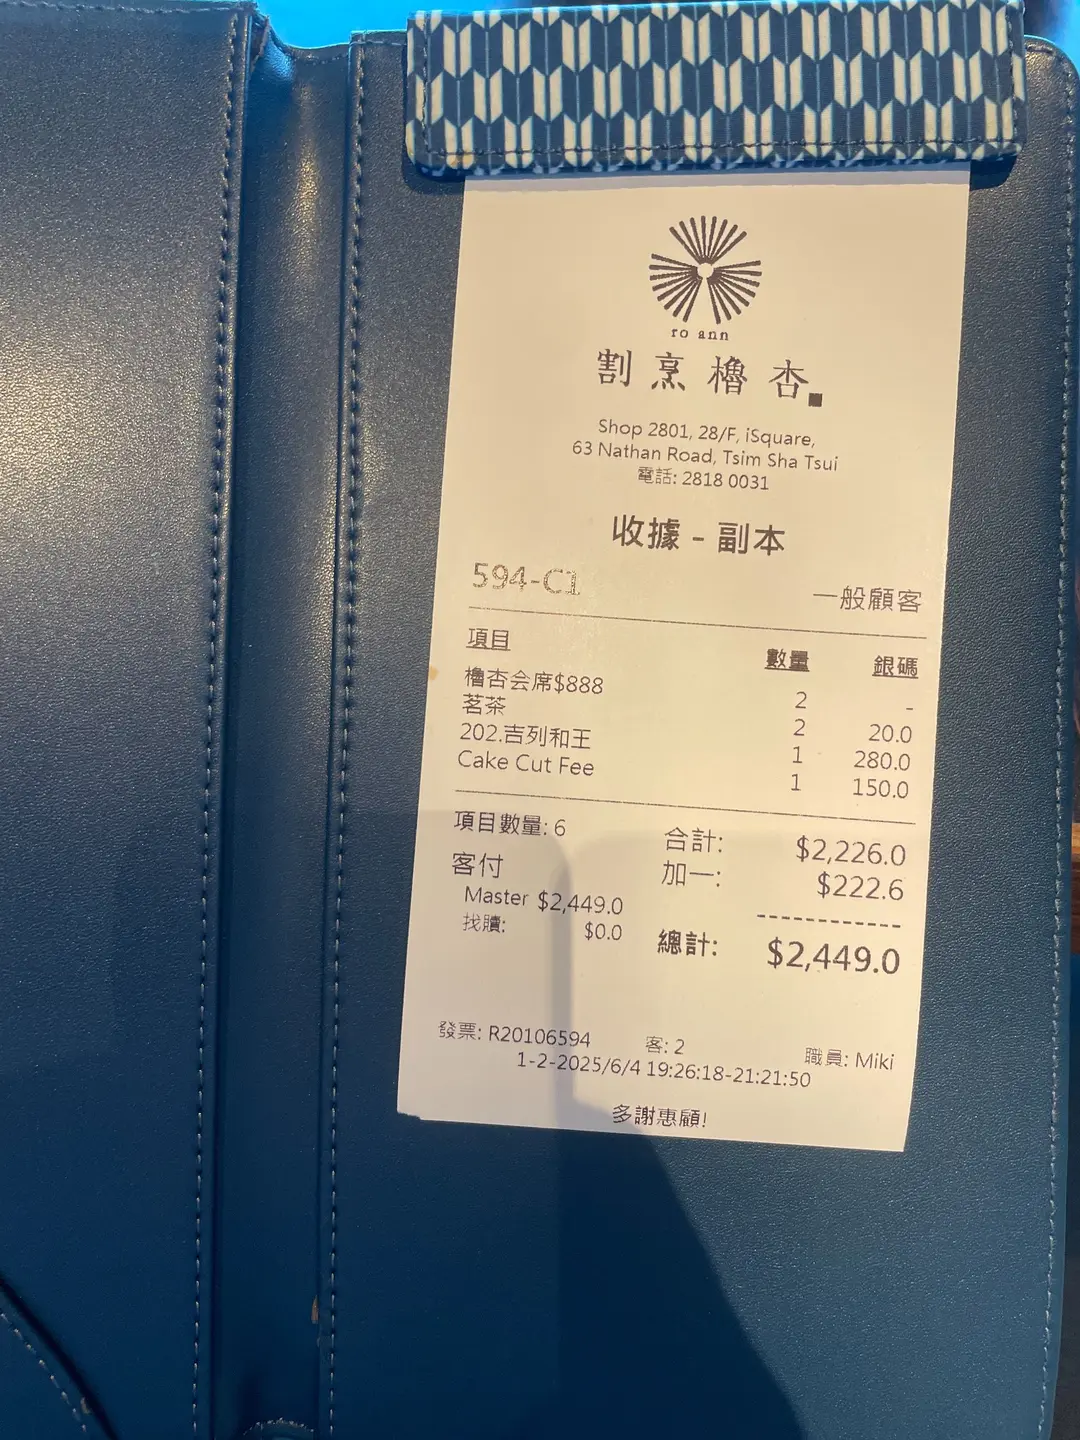 ro ann
割烹櫓杏
Shop 2801, 28/F, iSquare,
63 Nathan Road, Tsim Sha Tsui
電話: 2818 0031
收據 - 副本
594-C1 一般顧客
項目 數量 銀碼
櫓杏会席$888 2 -
茗茶 2 20.0
202.吉列和王 1 280.0
Cake Cut Fee 1 150.0
項目數量: 6 合計: $2,226.0
客付 加一: $222.6
Master $2,449.0
找贖: $0.0 總計: $2,449.0
發票: R20106594 客: 2 職員: Miki
1-2-2025/6/4 19:26:18-21:21:50
多謝惠顧!